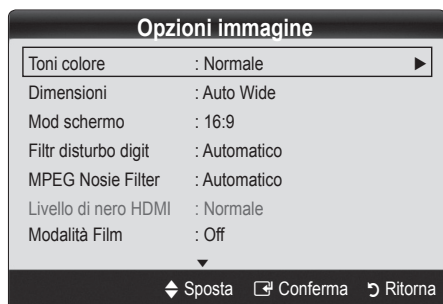 Opzioni immagine
Toni colore : Normale
Dimensioni : Auto Wide
Mod schermo : 16:9
Filtr disturbo digit : Automatico
MPEG Nosie Filter : Automatico
Livello di nero HDMI : Normale
Modalità Film : Off
Sposta Conferma Ritorna